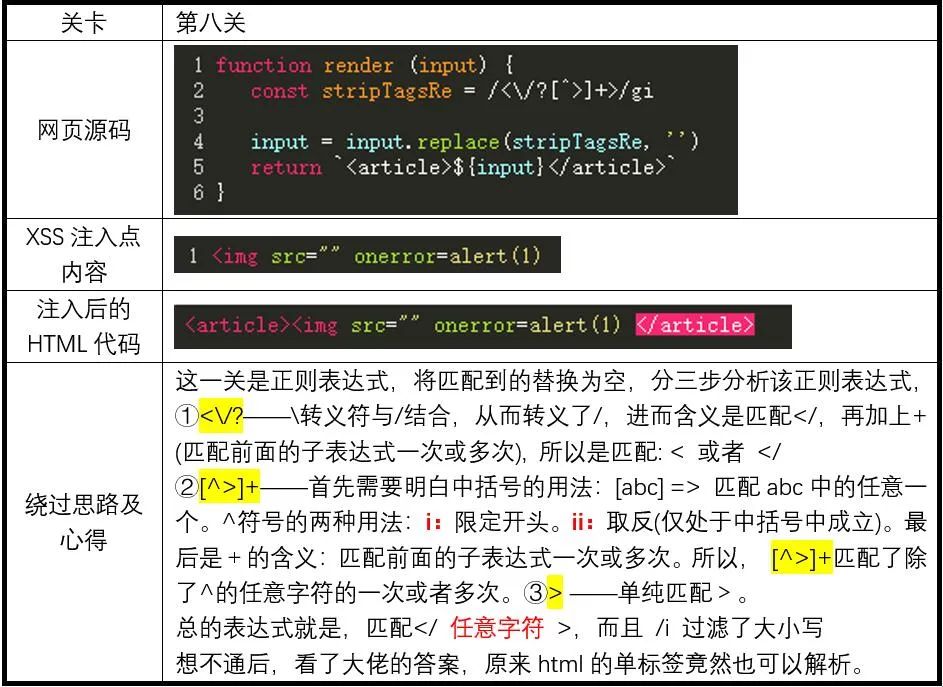 关卡
第八关
网页源码
1 function render (input) {
2 const stripTagsRe = /<\/?[^>]+>/gi
3
4 input = input.replace(stripTagsRe, '')
5 return `<article>${input}</article>`
6 }
XSS 注入点
内容
1 <img src="" onerror=alert(1)
注入后的
HTML 代码
<article><img src="" onerror=alert(1) </article>
绕过思路及
心得
这一关是正则表达式，将匹配到的替换为空，分三步分析该正则表达式，
①<\/?——\转义符与/结合，从而转义了/，进而含义是匹配</，再加上+
(匹配前面的子表达式一次或多次), 所以是匹配: < 或者 </
②[^>]+——首先需要明白中括号的用法：[abc] => 匹配 abc 中的任意一
个。^符号的两种用法：i：限定开头。ii：取反(仅处于中括号中成立)。最
后是 + 的含义：匹配前面的子表达式一次或多次。所以， [^>]+匹配了除
了^的任意字符的一次或者多次。③> ——单纯匹配 > 。
总的表达式就是，匹配</ 任意字符 >，而且 /i 过滤了大小写
想不通后，看了大佬的答案，原来 html 的单标签竟然也可以解析。